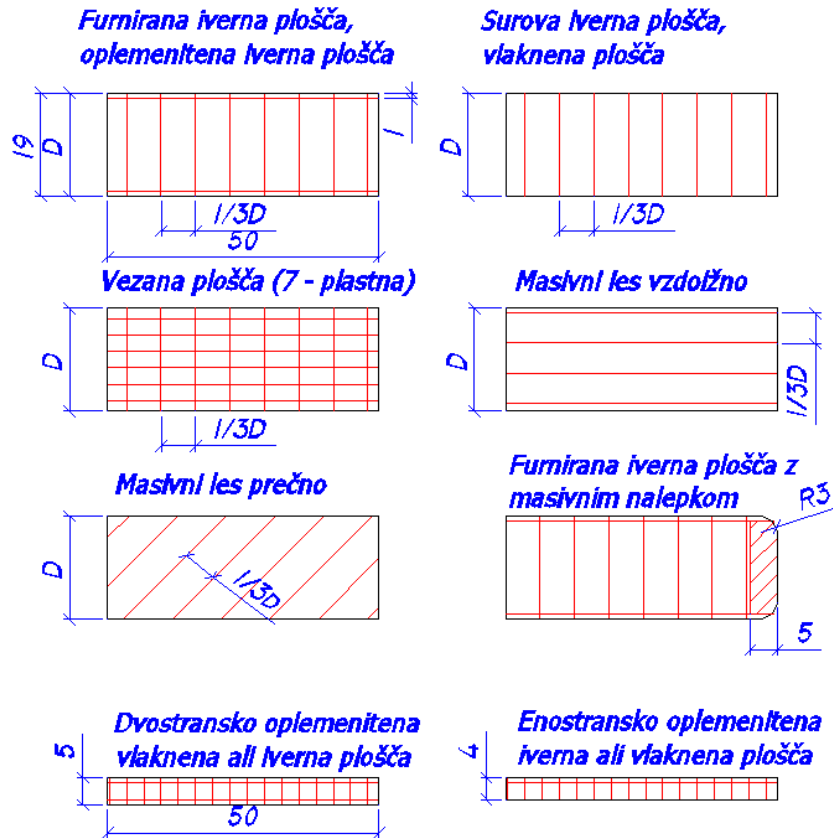 Furnirana iverna plošča,
oplemenitena iverna plošča
Surova iverna plošča,
vlaknena plošča
19
D
1
1/3D
50
D
1/3D
Vezana plošča (7 - plastna)
D
1/3D
Masivni les vzdolžno
D
1/3D
Masivni les prečno
D
1/3D
Furnirana iverna plošča z
masivnim nalepkom
R3
5
Dvostransko oplemenitena
vlaknena ali iverna plošča
5
50
Enostransko oplemenitena
iverna ali vlaknena plošča
4